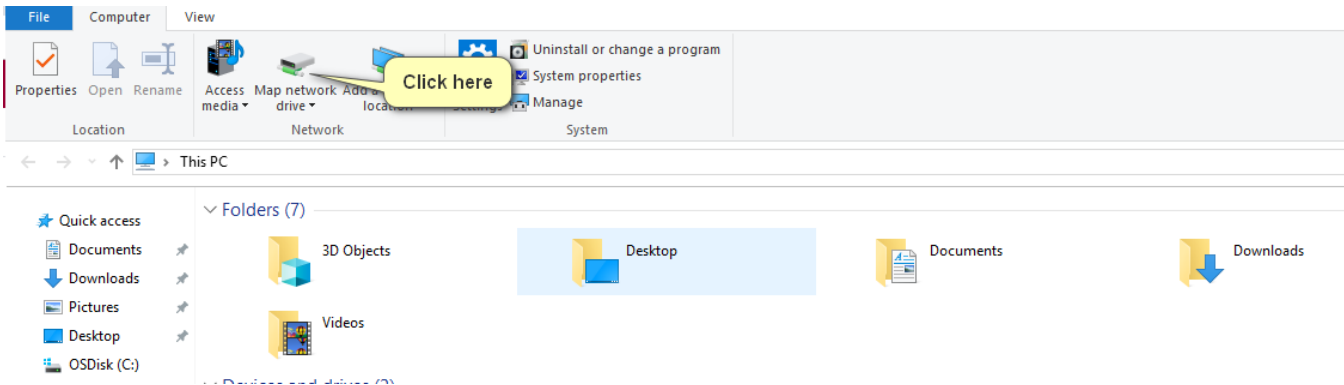 File Computer View
Properties Open Rename
Access media
Map network drive
location
Click here
Uninstall or change a program
System properties
Manage
Location Network System
This PC
Quick access
Documents
Downloads
Pictures
Desktop
OSDisk (C:)
Folders (7)
3D Objects Desktop Documents Downloads
Videos